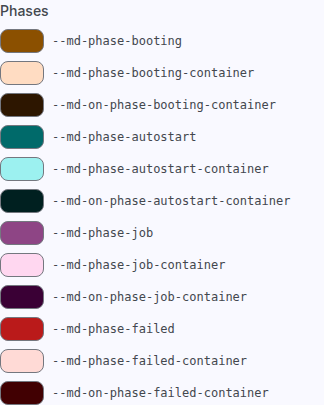 Phases
--md-phase-booting
--md-phase-booting-container
--md-on-phase-booting-container
--md-phase-autostart
--md-phase-autostart-container
--md-on-phase-autostart-container
--md-phase-job
--md-phase-job-container
--md-on-phase-job-container
--md-phase-failed
--md-phase-failed-container
--md-on-phase-failed-container